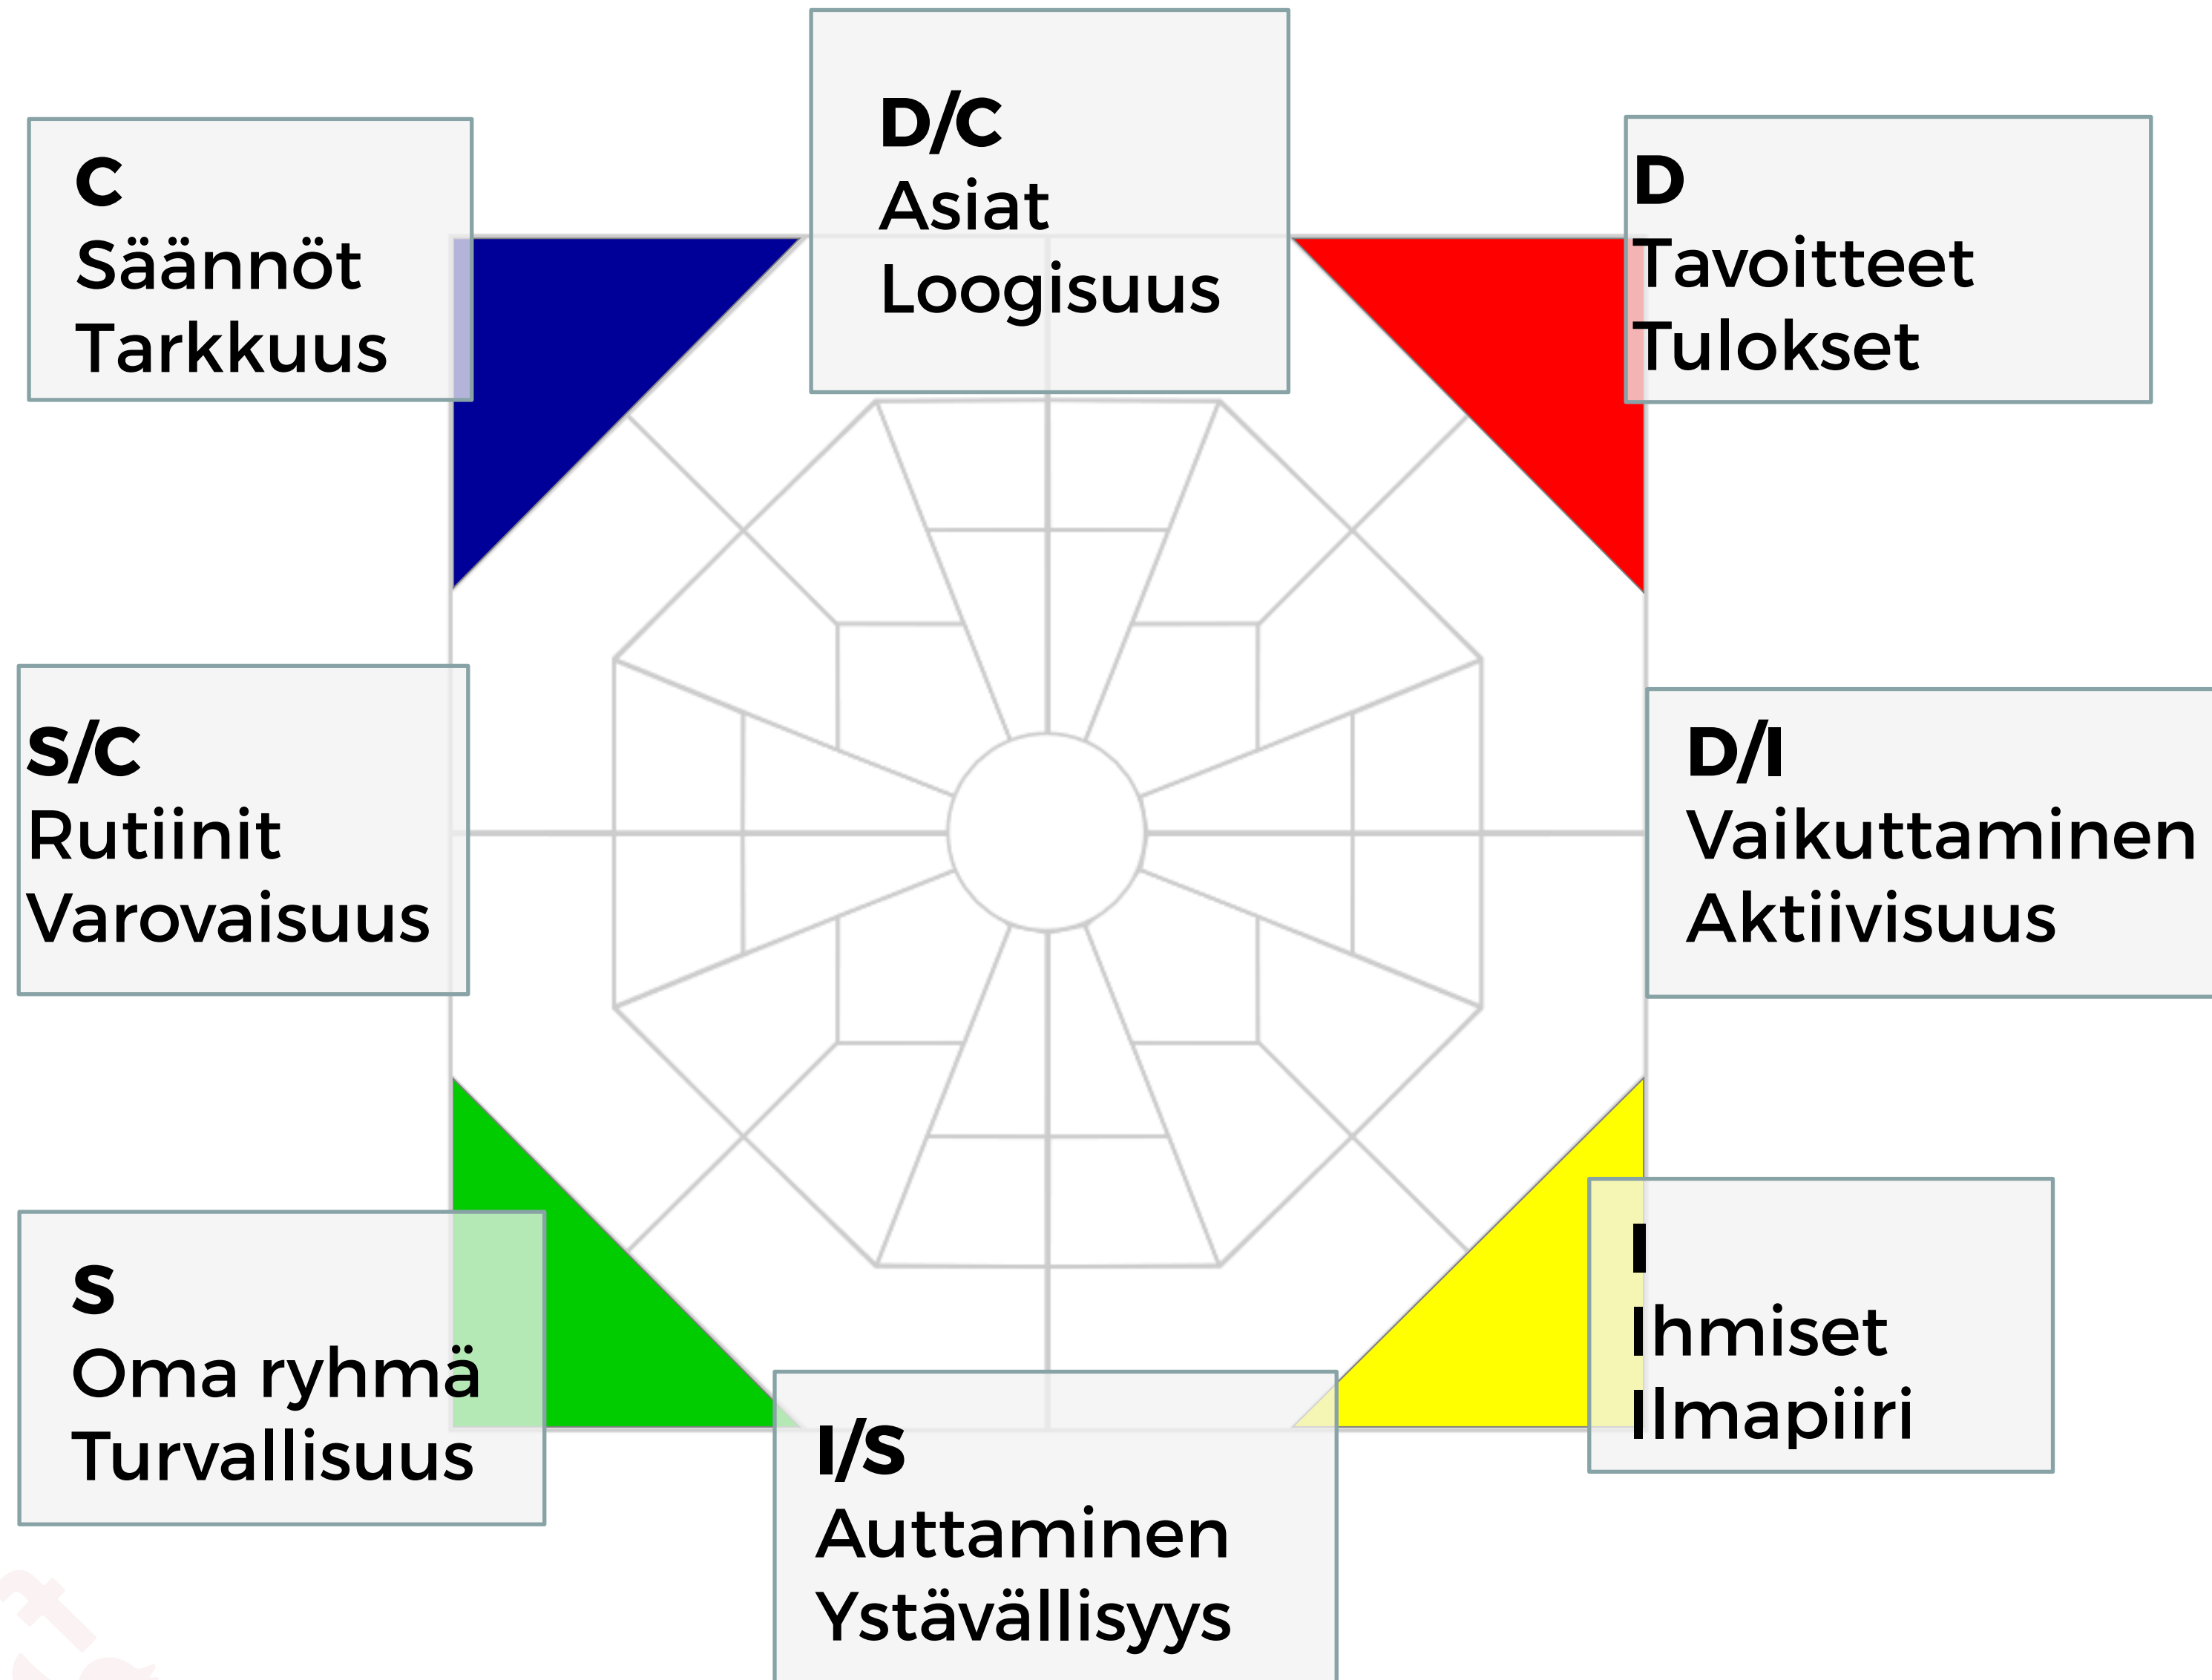 D/C
Asiat
Loogisuus
C
Säännöt
Tarkkuus
D
Tavoitteet
Tulokset
S/C
Rutiinit
Varovaisuus
D/I
Vaikuttaminen
Aktiivisuus
S
Oma ryhmä
Turvallisuus
I
Ihmiset
Ilmapiiri
I/S
Auttaminen
Ystävällisyys